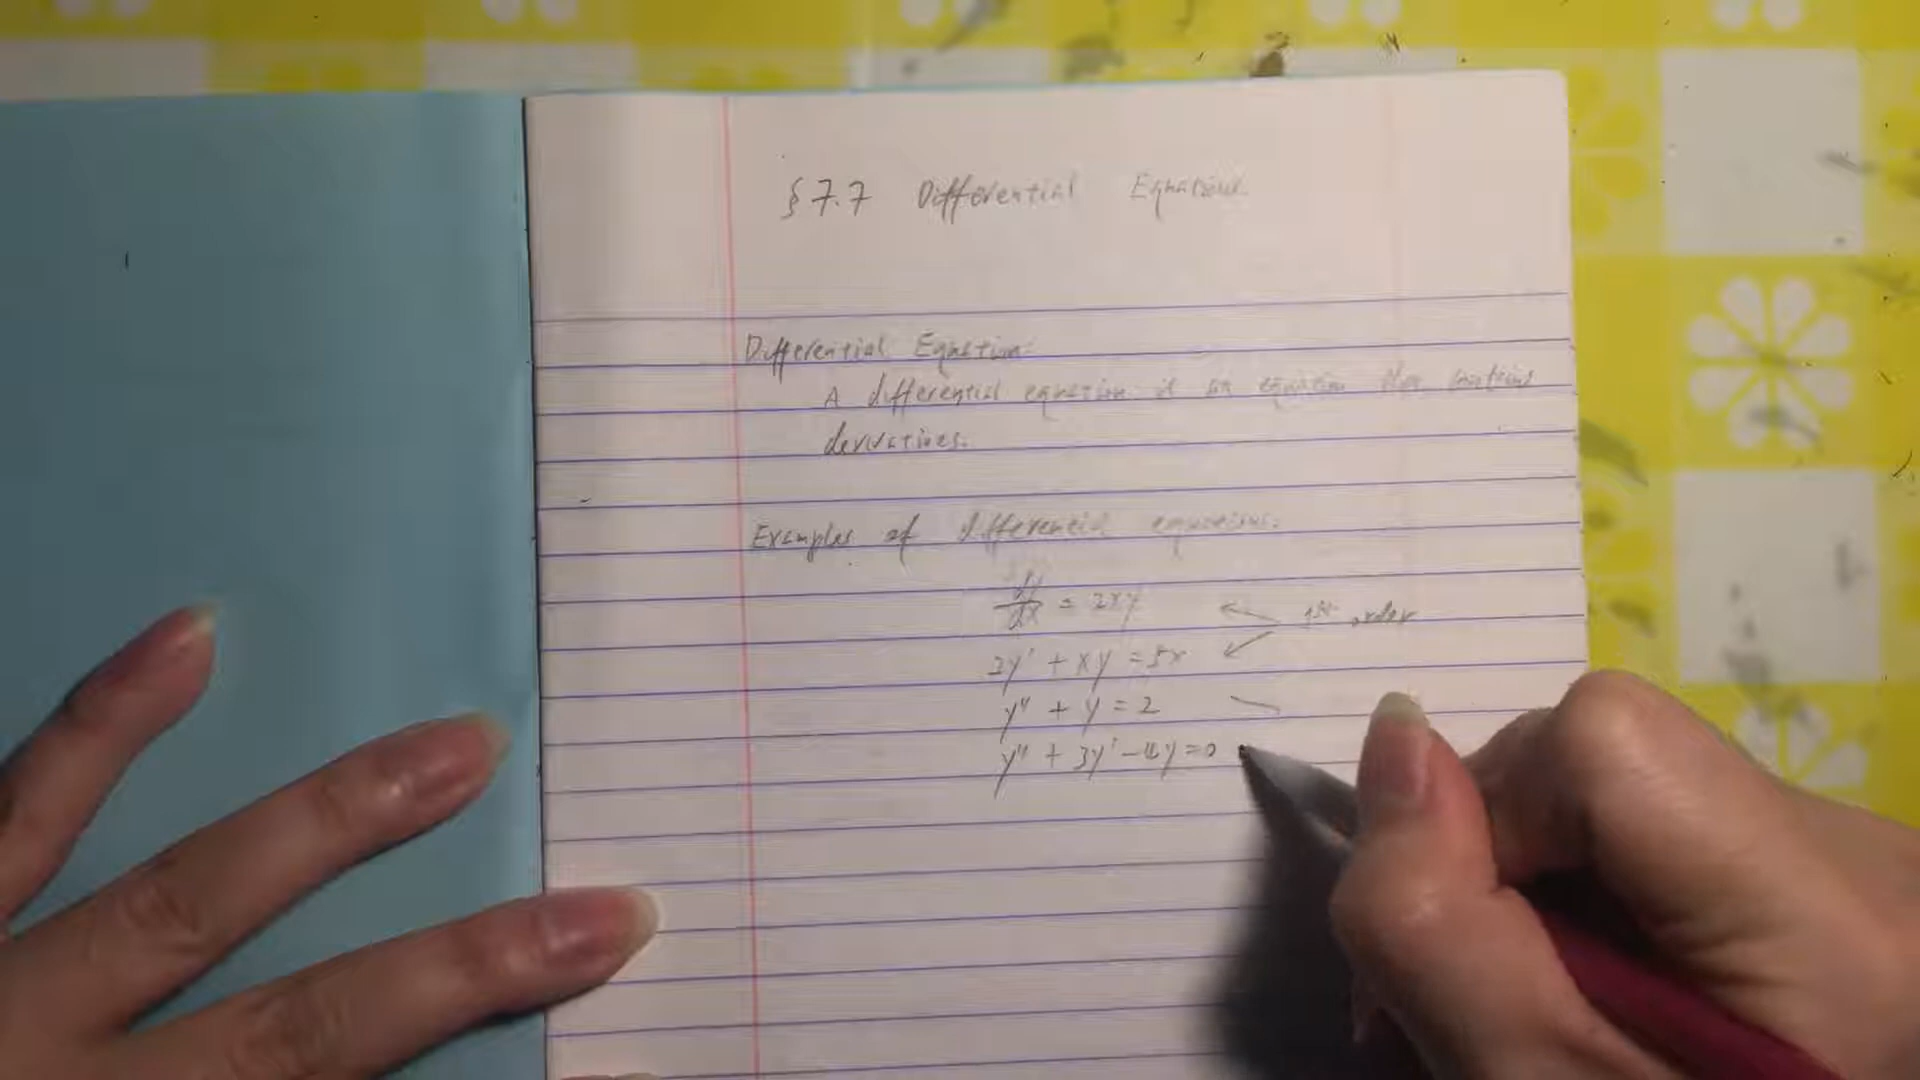 § 7.7 Differential Equations.
Differential Equation:
A differential equation is an equation that contains
derivatives.
Examples of differential equations:
dy/dx = 2xy
1st order
2y' + xy = 5x
y" + y = 2
y" + 3y' - 4y = 0